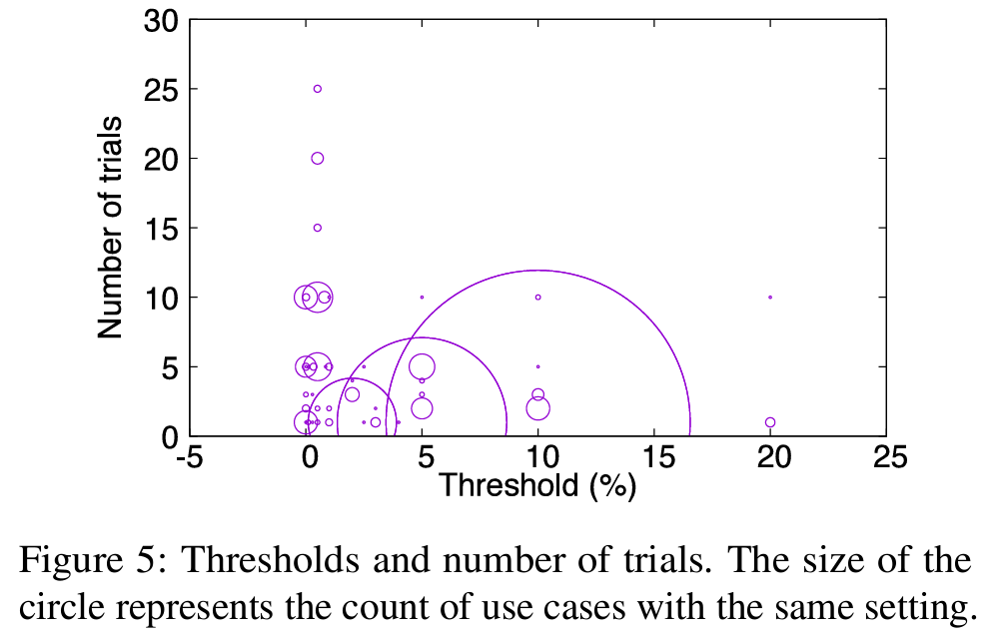 30
25
20
15
10
5
0
Number of trials
-5 0 5 10 15 20 25
Threshold (%)
Figure 5: Thresholds and number of trials. The size of the
circle represents the count of use cases with the same setting.